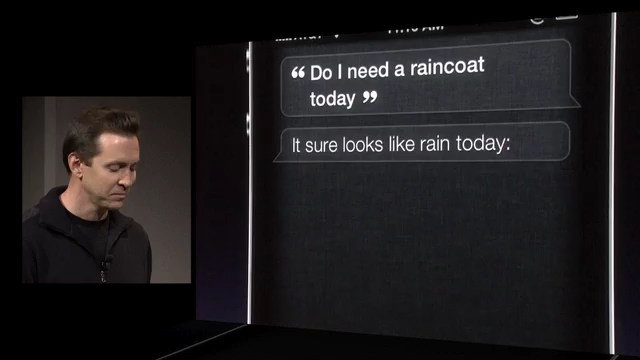 “ Do I need a raincoat
today ”
It sure looks like rain today: